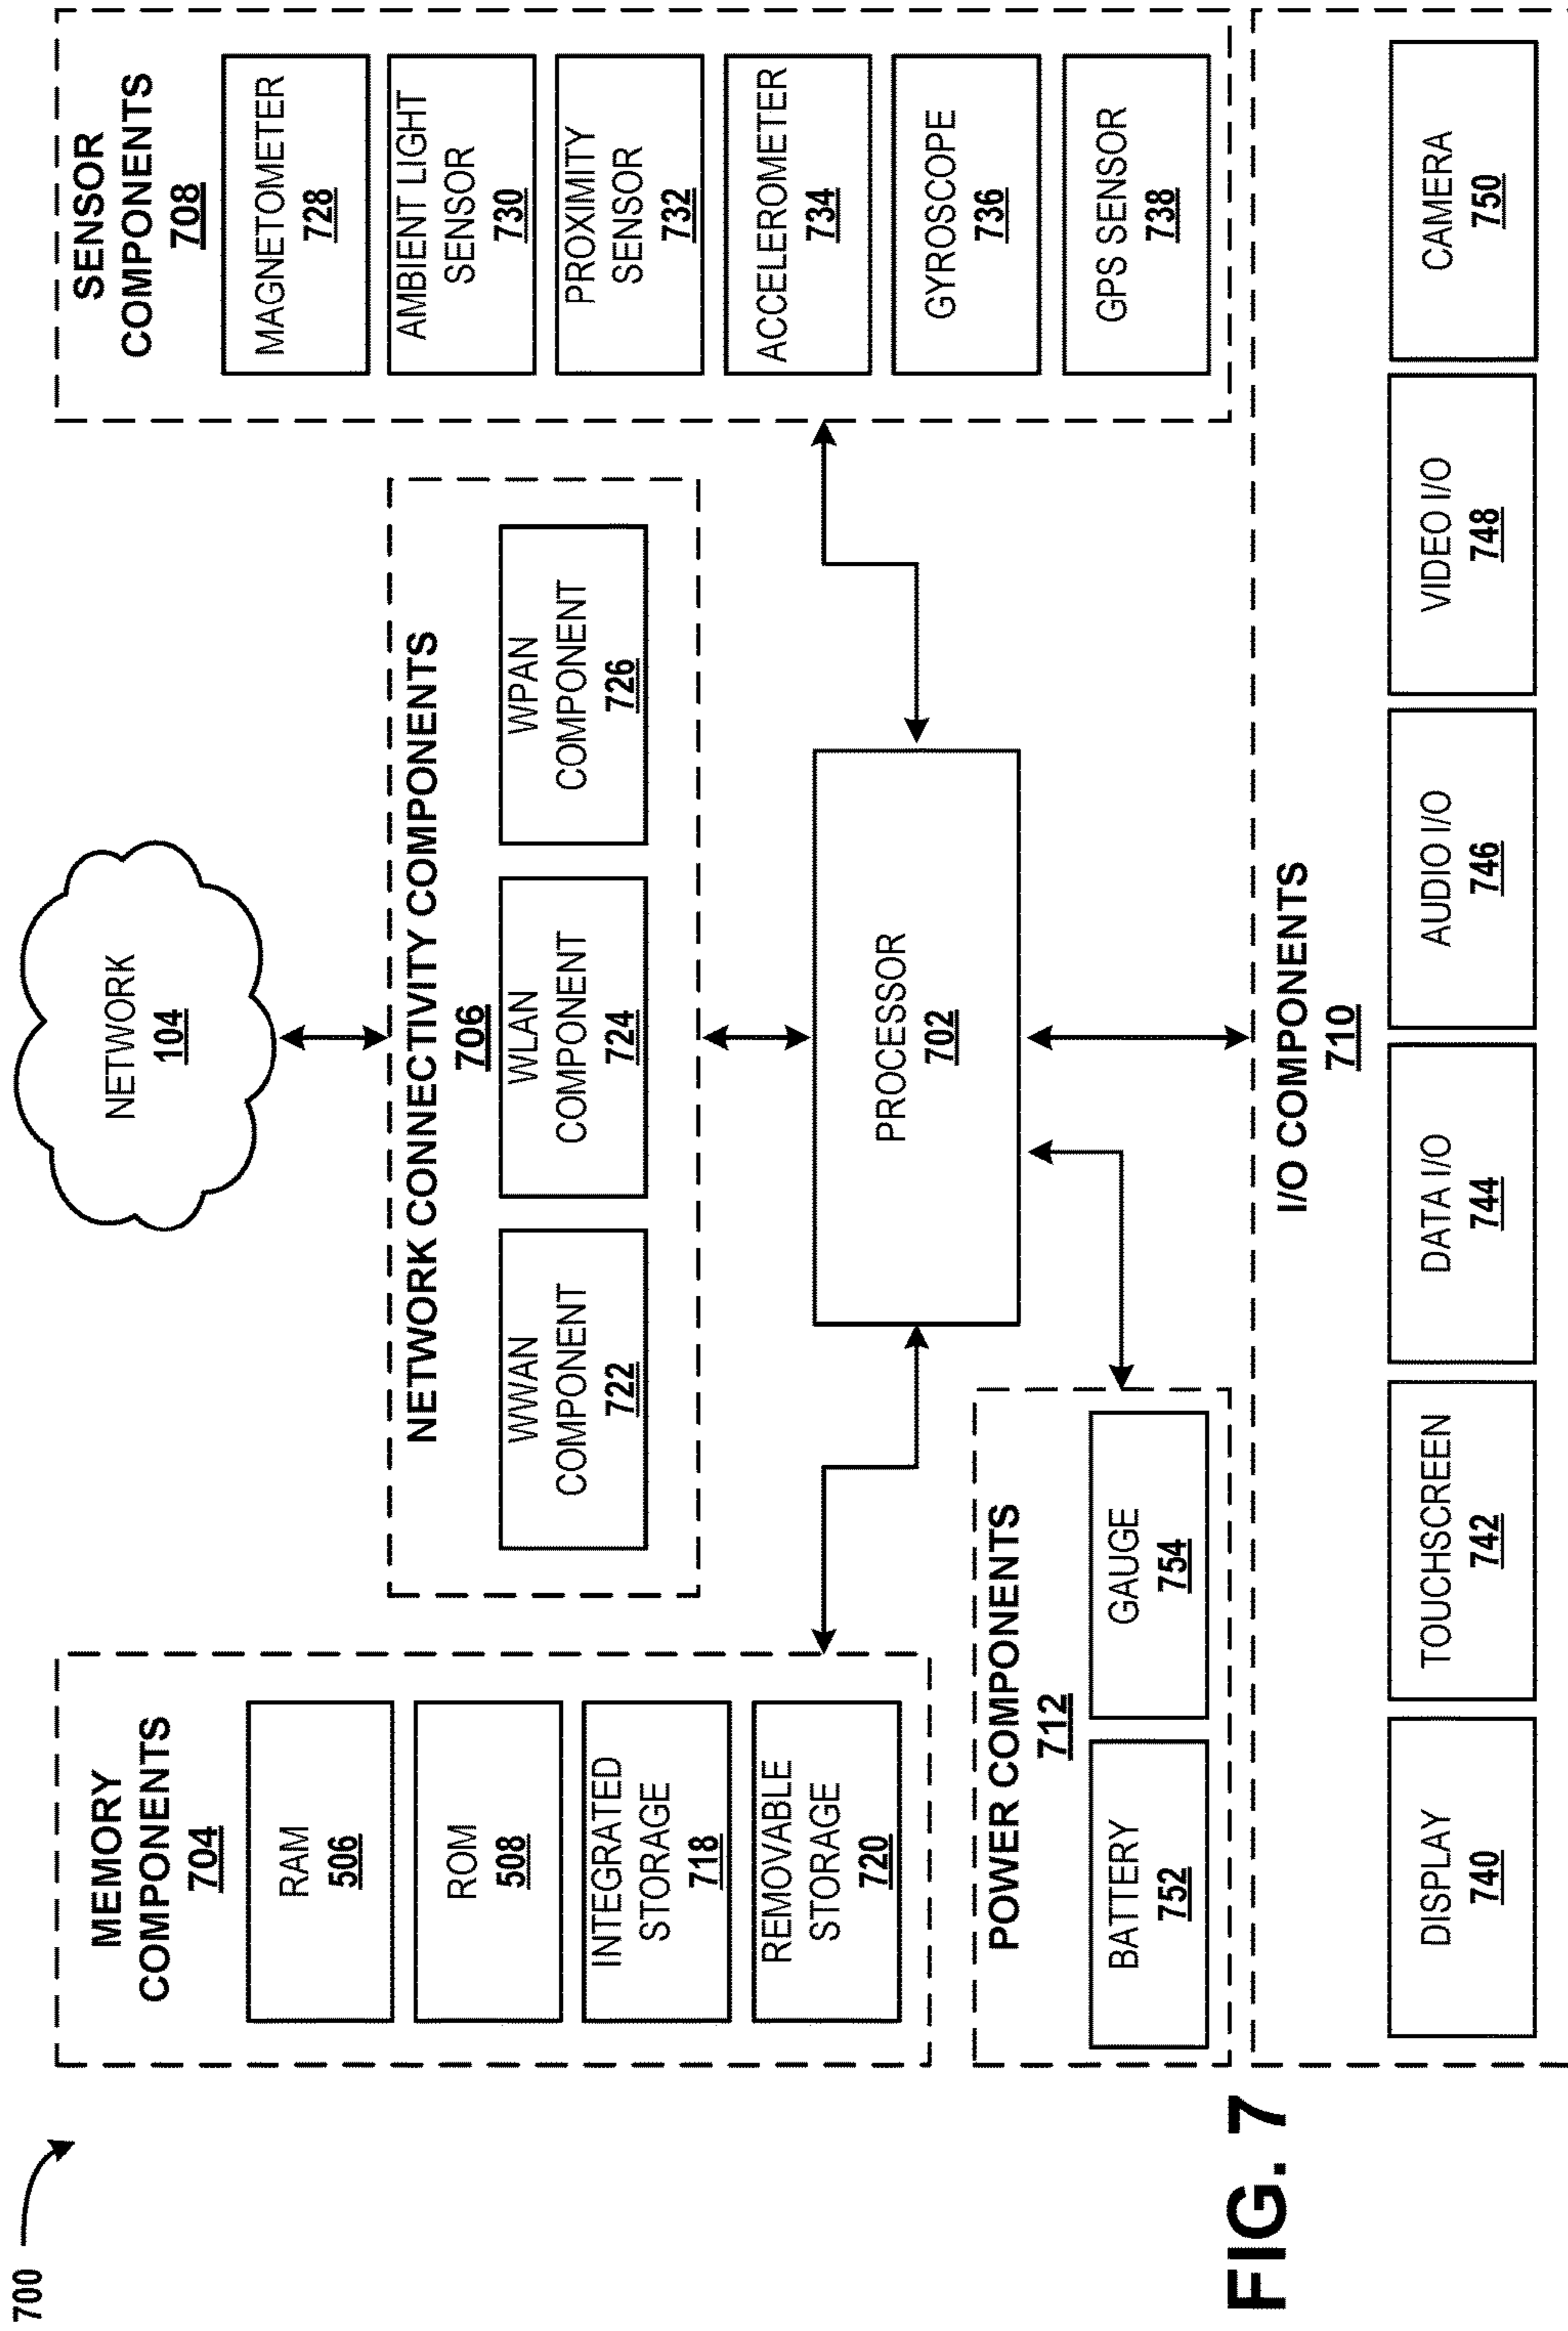 700
NETWORK
104
MEMORY
COMPONENTS
704
RAM
506
ROM
508
INTEGRATED
STORAGE
718
REMOVABLE
STORAGE
720
NETWORK CONNECTIVITY COMPONENTS
706
WWAN
COMPONENT
722
WLAN
COMPONENT
724
WPAN
COMPONENT
726
SENSOR
COMPONENTS
708
MAGNETOMETER
728
AMBIENT LIGHT
SENSOR
730
PROXIMITY
SENSOR
732
ACCELEROMETER
734
GYROSCOPE
736
GPS SENSOR
738
PROCESSOR
702
POWER COMPONENTS
712
BATTERY
752
GAUGE
754
I/O COMPONENTS
710
DISPLAY
740
TOUCHSCREEN
742
DATA I/O
744
AUDIO I/O
746
VIDEO I/O
748
CAMERA
750
FIG. 7